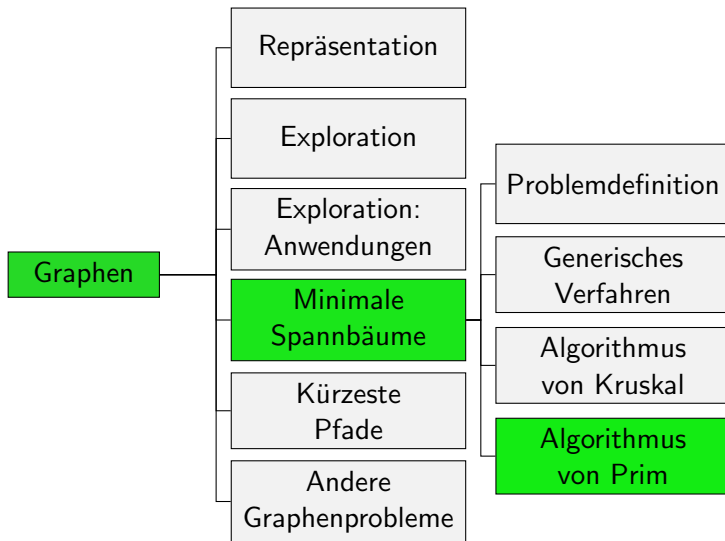 Graphen
Repräsentation
Exploration
Exploration:
Anwendungen
Minimale
Spannbäume
Kürzeste
Pfade
Andere
Graphenprobleme
Problemdefinition
Generisches
Verfahren
Algorithmus
von Kruskal
Algorithmus
von Prim